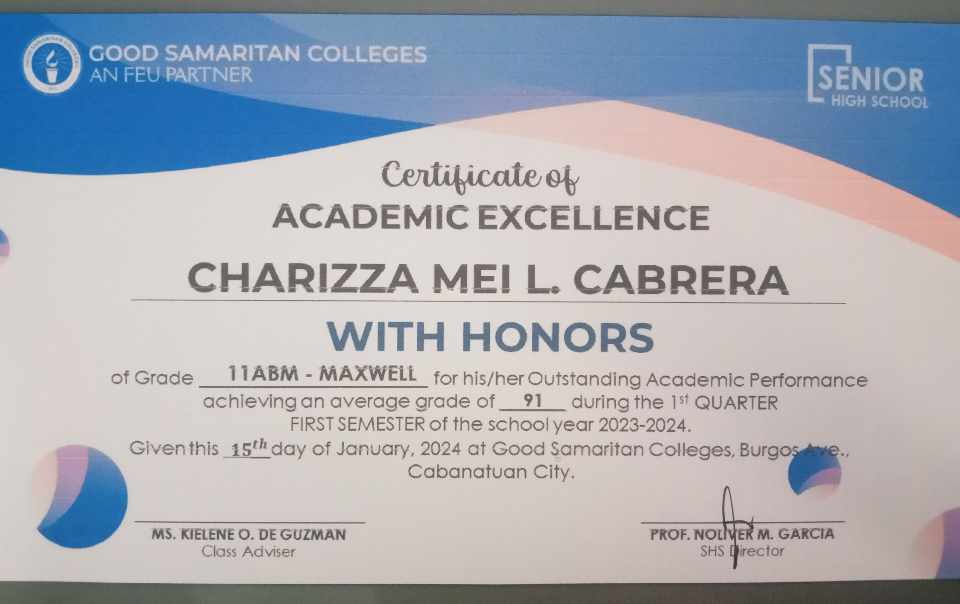 GOOD SAMARITAN COLLEGES
AN FEU PARTNER
SENIOR
HIGH SCHOOL
Certificate of
ACADEMIC EXCELLENCE
CHARIZZA MEI L. CABRERA
WITH HONORS
of Grade 11ABM - MAXWELL for his/her Outstanding Academic Performance
achieving an average grade of 91 during the 1st QUARTER
FIRST SEMESTER of the school year 2023-2024.
Given this 15th day of January, 2024 at Good Samaritan Colleges, Burgos Ave.,
Cabanatuan City.
MS. KIELENE O. DE GUZMAN
Class Adviser
PROF. NOLIVER M. GARCIA
SHS Director